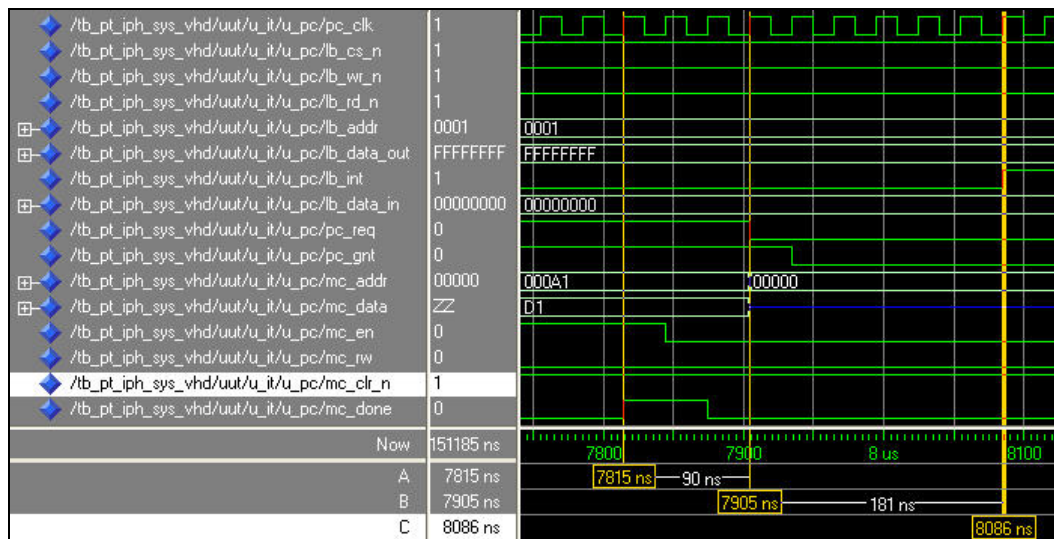 /tb_pt_iph_sys_vhd/uut/u_it/u_pc/pc_clk 1
/tb_pt_iph_sys_vhd/uut/u_it/u_pc/lb_cs_n 1
/tb_pt_iph_sys_vhd/uut/u_it/u_pc/lb_wr_n 1
/tb_pt_iph_sys_vhd/uut/u_it/u_pc/lb_rd_n 1
/tb_pt_iph_sys_vhd/uut/u_it/u_pc/lb_addr 0001 0001
/tb_pt_iph_sys_vhd/uut/u_it/u_pc/lb_data_out FFFFFFFF FFFFFFFF
/tb_pt_iph_sys_vhd/uut/u_it/u_pc/lb_int 1
/tb_pt_iph_sys_vhd/uut/u_it/u_pc/lb_data_in 00000000 00000000
/tb_pt_iph_sys_vhd/uut/u_it/u_pc/pc_req 0
/tb_pt_iph_sys_vhd/uut/u_it/u_pc/pc_gnt 0
/tb_pt_iph_sys_vhd/uut/u_it/u_pc/mc_addr 00000 000A1 00000
/tb_pt_iph_sys_vhd/uut/u_it/u_pc/mc_data ZZ D1
/tb_pt_iph_sys_vhd/uut/u_it/u_pc/mc_en 0
/tb_pt_iph_sys_vhd/uut/u_it/u_pc/mc_rw 0
/tb_pt_iph_sys_vhd/uut/u_it/u_pc/mc_clr_n 1
/tb_pt_iph_sys_vhd/uut/u_it/u_pc/mc_done 0
Now 151185 ns 7800 7900 8 us 8100
A 7815 ns 7815 ns 90 ns
B 7905 ns 7905 ns 181 ns
C 8086 ns 8086 ns